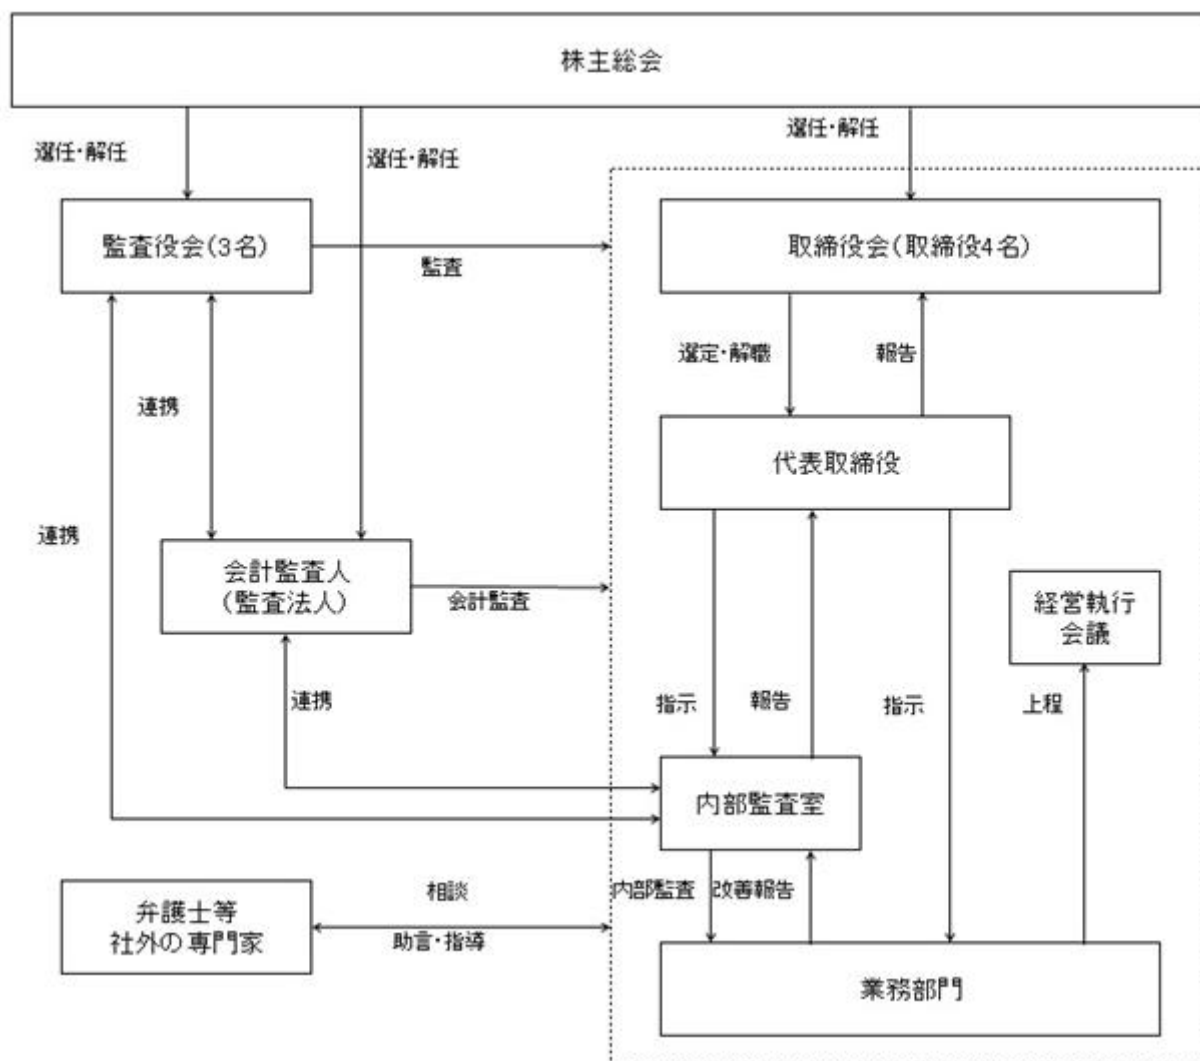 株主総会
選任・解任
選任・解任
選任・解任
監査役会(3名)
監査
取締役会(取締役4名)
選定・解職
報告
連携
代表取締役
連携
会計監査人
(監査法人)
会計監査
経営執行
会議
連携
指示
報告
指示
上程
内部監査室
弁護士等
社外の専門家
相談
助言・指導
内部監査
改善報告
業務部門